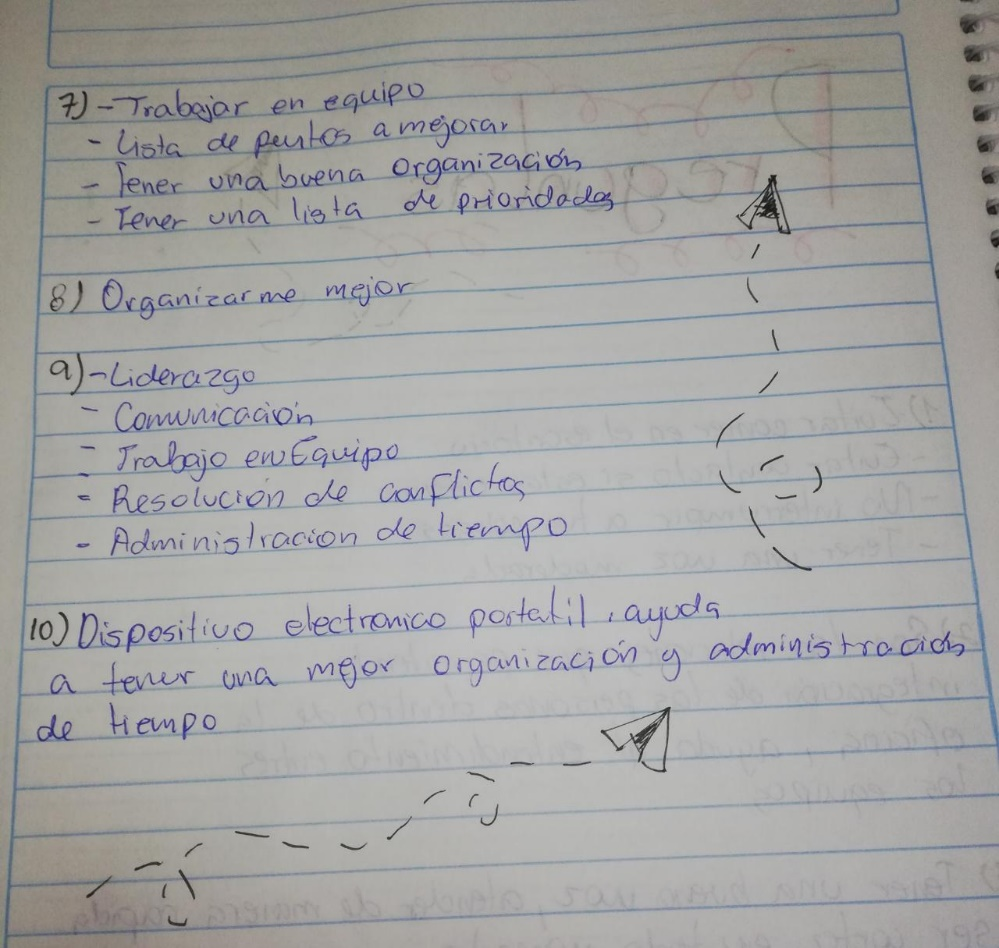 7) - Trabajar en equipo
- Lista de puntos a mejorar
- Tener una buena organización
- Tener una lista de prioridades
8) Organizarme mejor
9) - Liderazgo
- Comunicación
- Trabajo en Equipo
- Resolución de conflictos
- Administracion de tiempo
10) Dispositivo electronico portatil, ayuda
a tener una mejor organización y administración
de tiempo